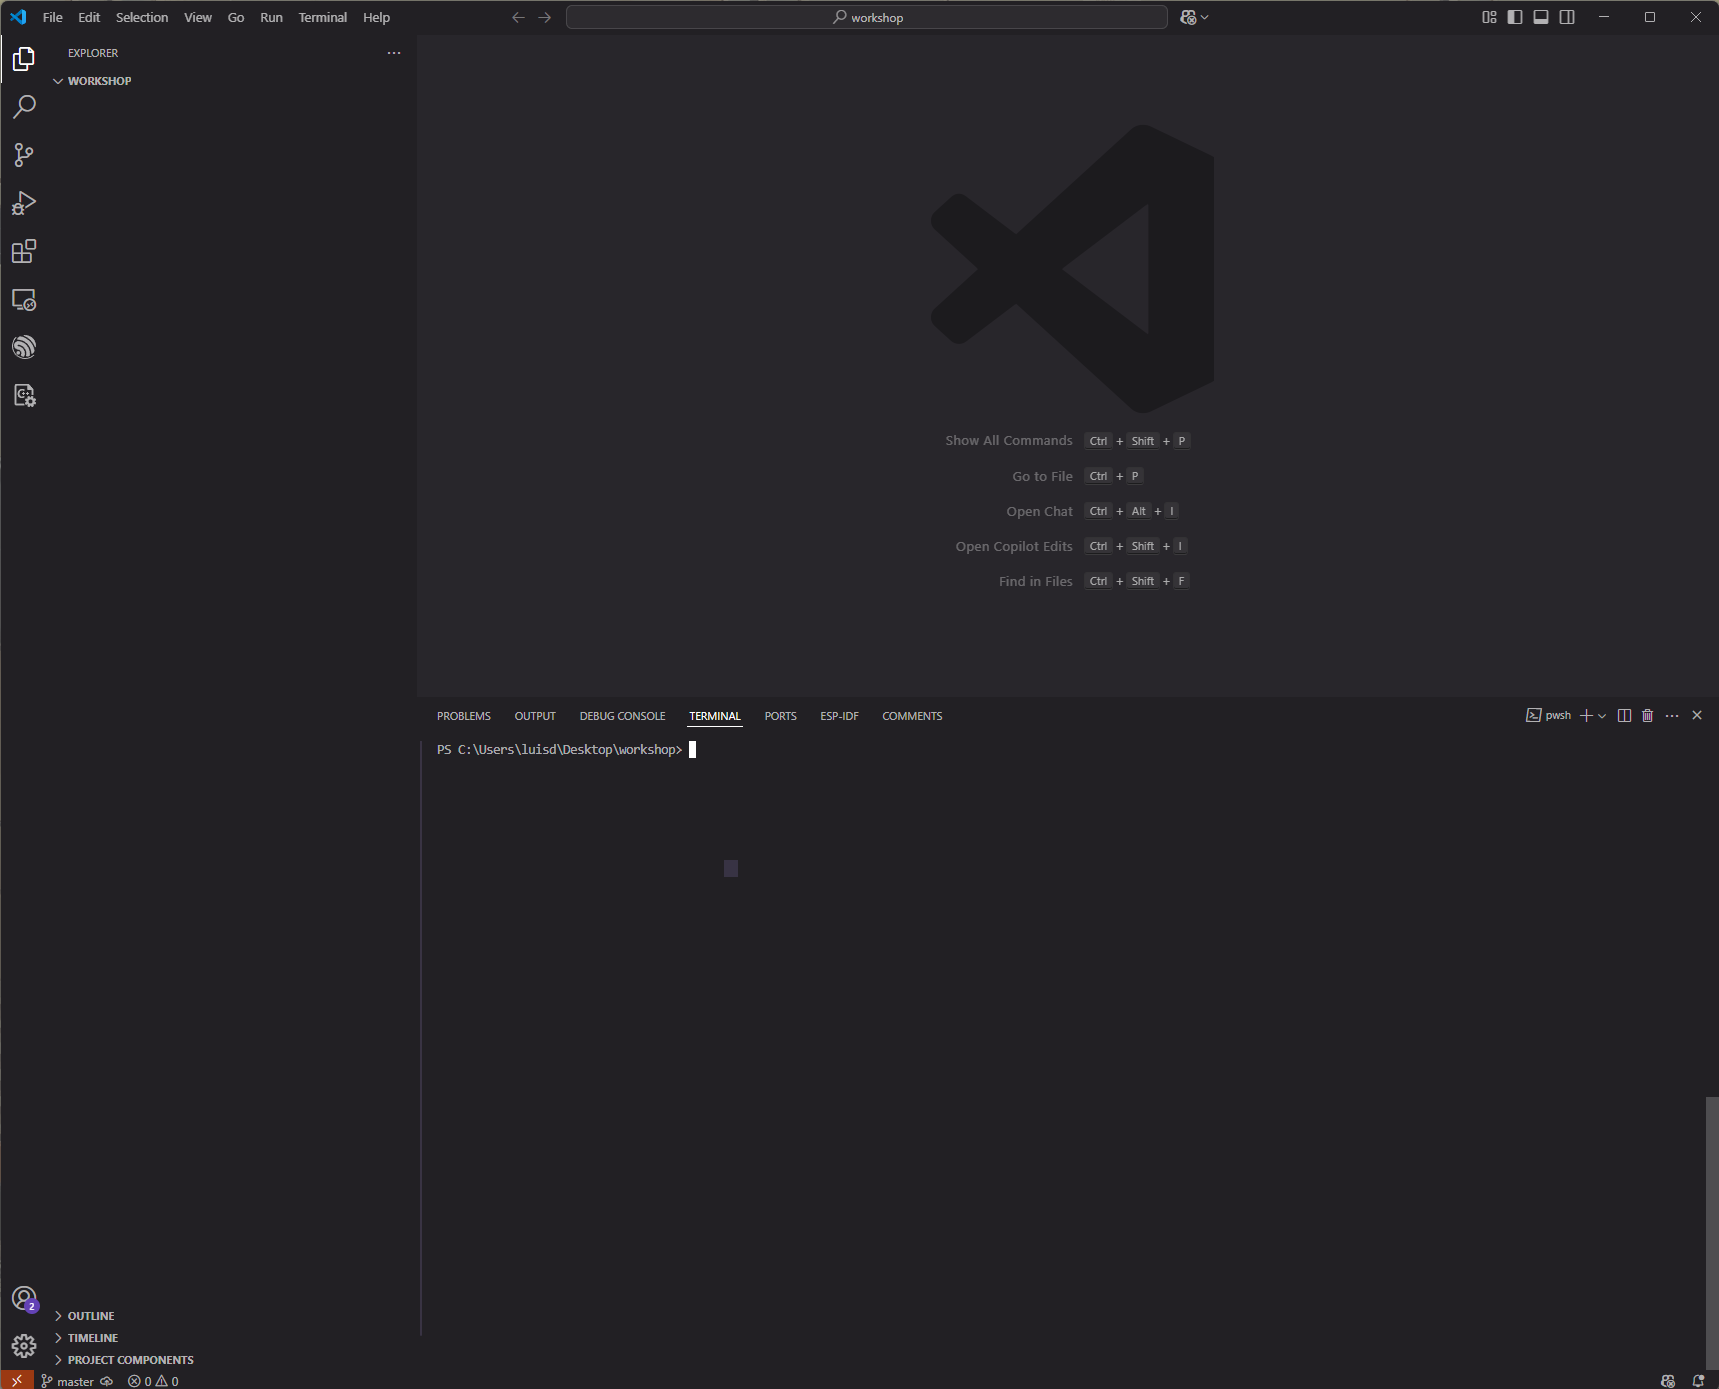 File Edit Selection View Go Run Terminal Help
workshop
EXPLORER
WORKSHOP
Show All Commands Ctrl + Shift + P
Go to File Ctrl + P
Open Chat Ctrl + Alt + I
Open Copilot Edits Ctrl + Shift + I
Find in Files Ctrl + Shift + F
PROBLEMS OUTPUT DEBUG CONSOLE TERMINAL PORTS ESP-IDF COMMENTS
pwsh
PS C:\Users\luisd\Desktop\workshop>
2
OUTLINE
TIMELINE
PROJECT COMPONENTS
master 0 0